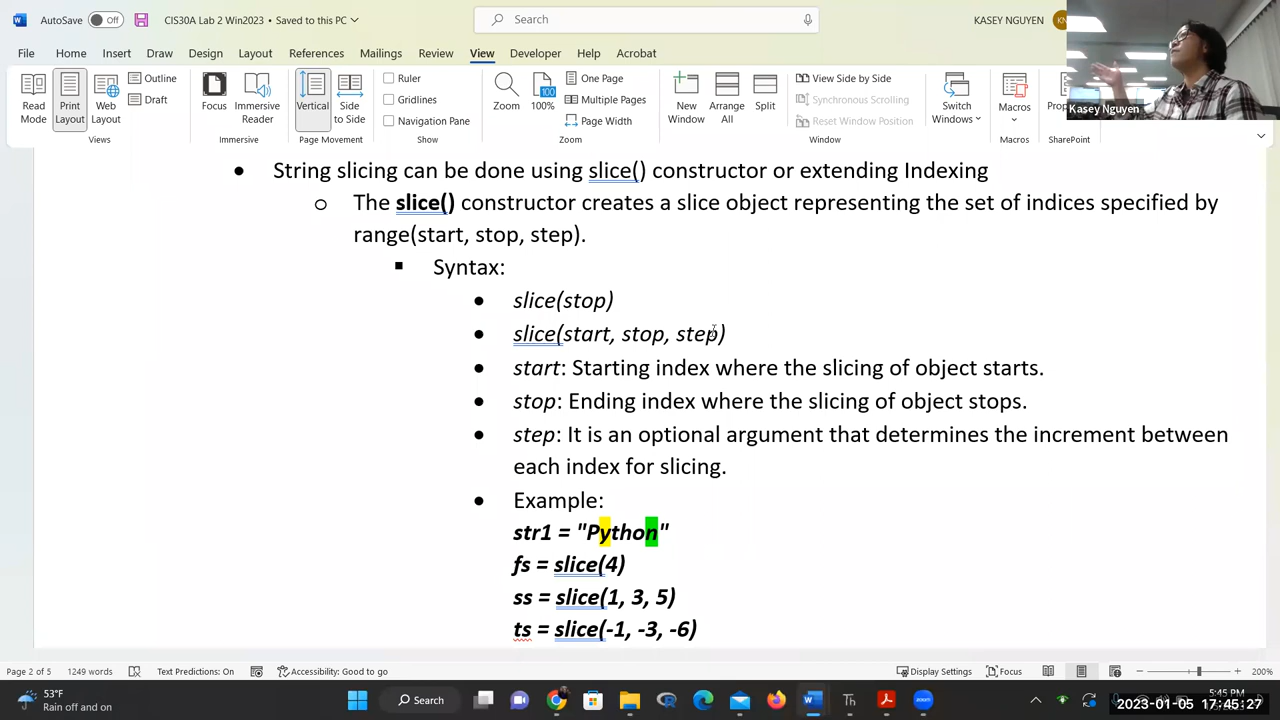 AutoSave Off CIS30A Lab 2 Win2023 • Saved to this PC Search KASEY NGUYEN
File Home Insert Draw Design Layout References Mailings Review View Developer Help Acrobat
Read Mode Print Layout Web Layout Outline Draft Focus Immersive Reader Vertical Side to Side Ruler Gridlines Navigation Pane Zoom 100% One Page Multiple Pages Page Width New Window Arrange All Split View Side by Side Synchronous Scrolling Reset Window Position Switch Windows Macros
Kasey Nguyen
Views Immersive Page Movement Show Zoom Window Macros SharePoint
• String slicing can be done using slice() constructor or extending Indexing
o The slice() constructor creates a slice object representing the set of indices specified by
range(start, stop, step).
▪ Syntax:
• slice(stop)
• slice(start, stop, step)
• start: Starting index where the slicing of object starts.
• stop: Ending index where the slicing of object stops.
• step: It is an optional argument that determines the increment between
each index for slicing.
• Example:
str1 = "Python"
fs = slice(4)
ss = slice(1, 3, 5)
ts = slice(-1, -3, -6)
Page 2 of 5 1249 words Text Predictions: On Accessibility: Good to go Display Settings Focus 200%
53°F
Rain off and on
Search
5:45 PM
2023-01-05 17:45:27